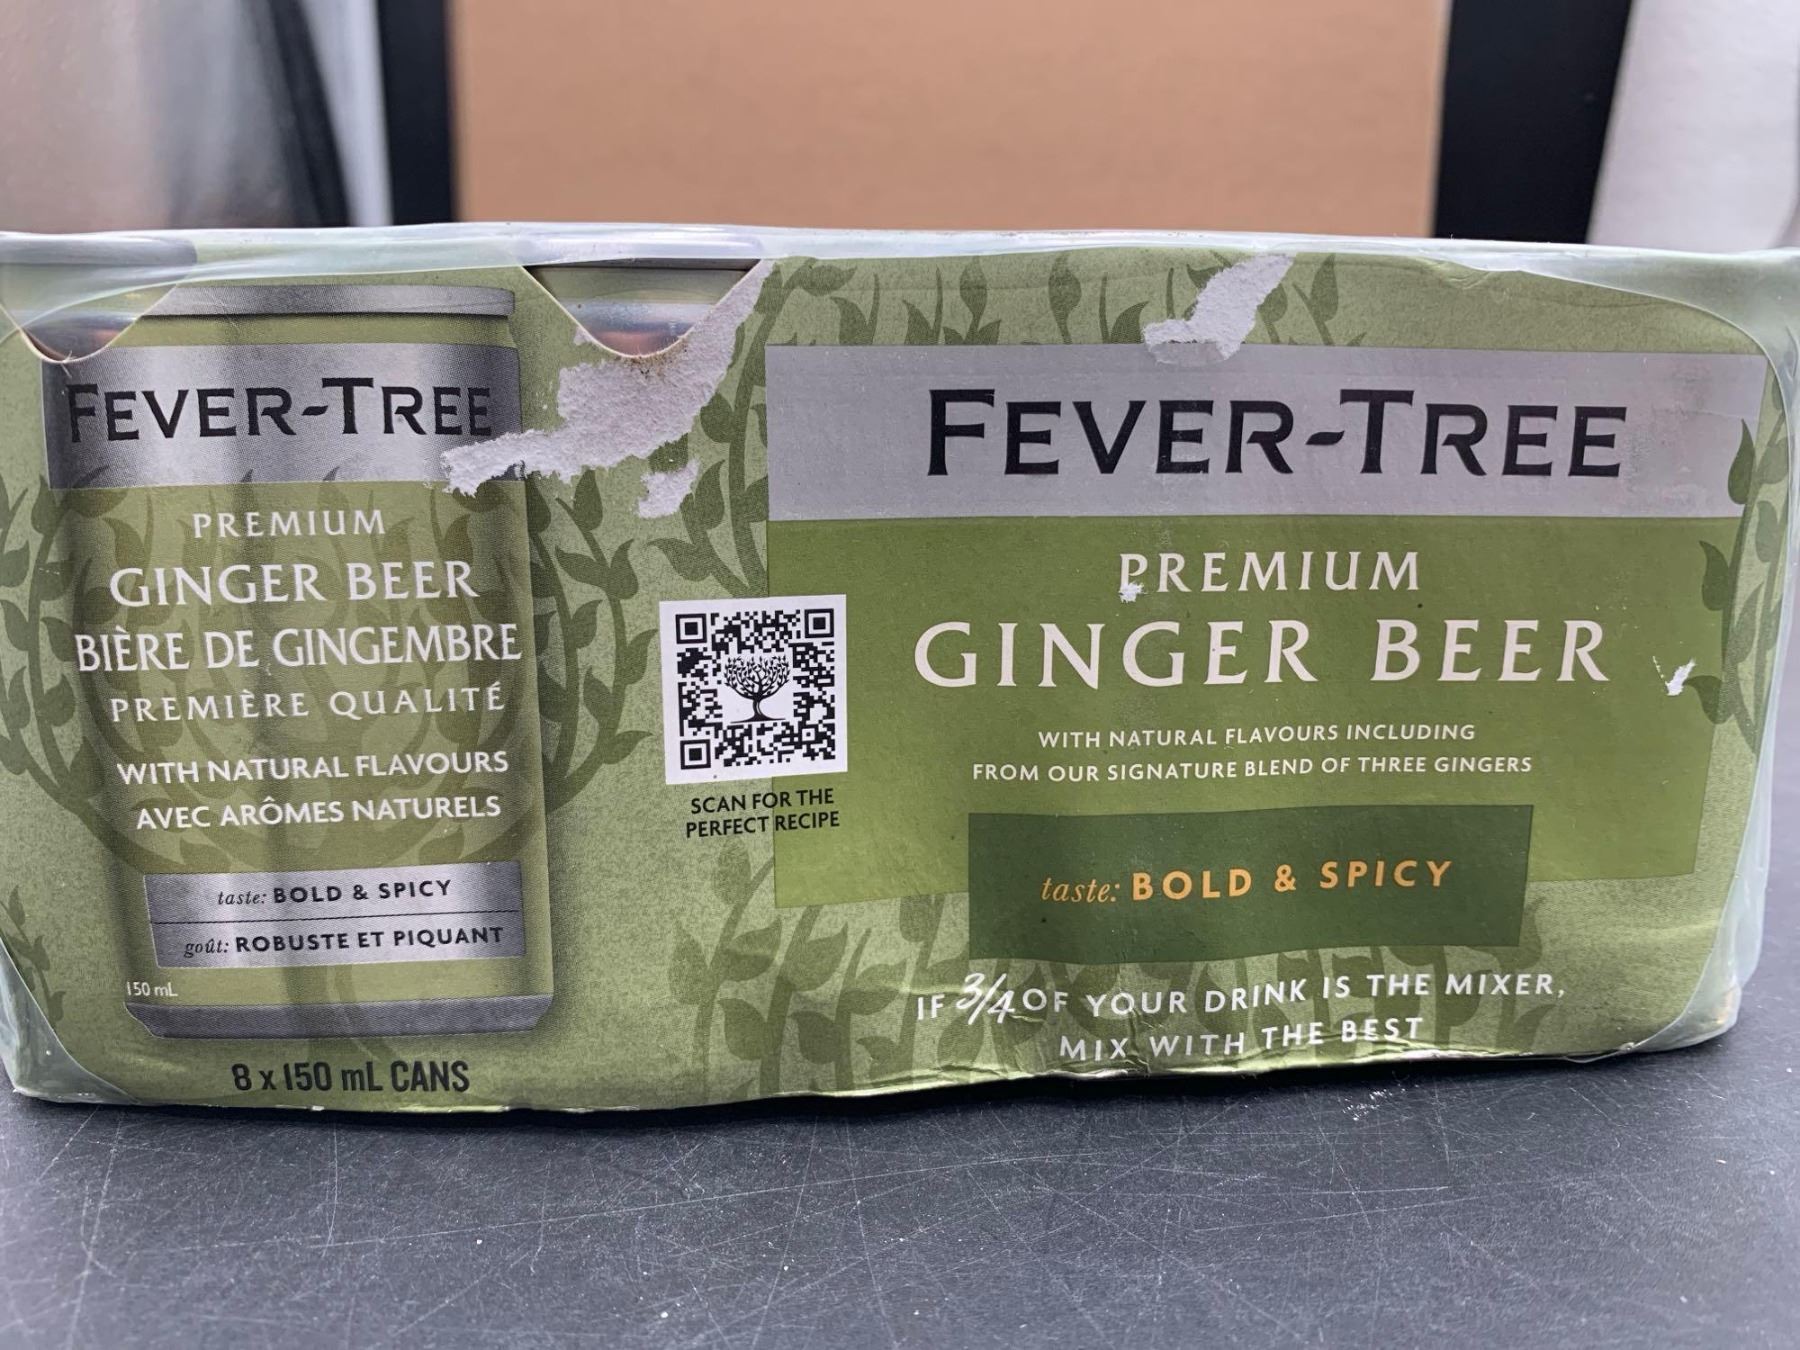 FEVER-TREE
PREMIUM
GINGER BEER
BIÈRE DE GINGEMBRE
PREMIÈRE QUALITÉ
WITH NATURAL FLAVOURS
AVEC ARÔMES NATURELS
taste: BOLD & SPICY
goût: ROBUSTE ET PIQUANT
150 mL
8 x 150 mL CANS
SCAN FOR THE
PERFECT RECIPE
FEVER-TREE
PREMIUM
GINGER BEER
WITH NATURAL FLAVOURS INCLUDING
FROM OUR SIGNATURE BLEND OF THREE GINGERS
taste: BOLD & SPICY
IF 3/4 OF YOUR DRINK IS THE MIXER,
MIX WITH THE BEST